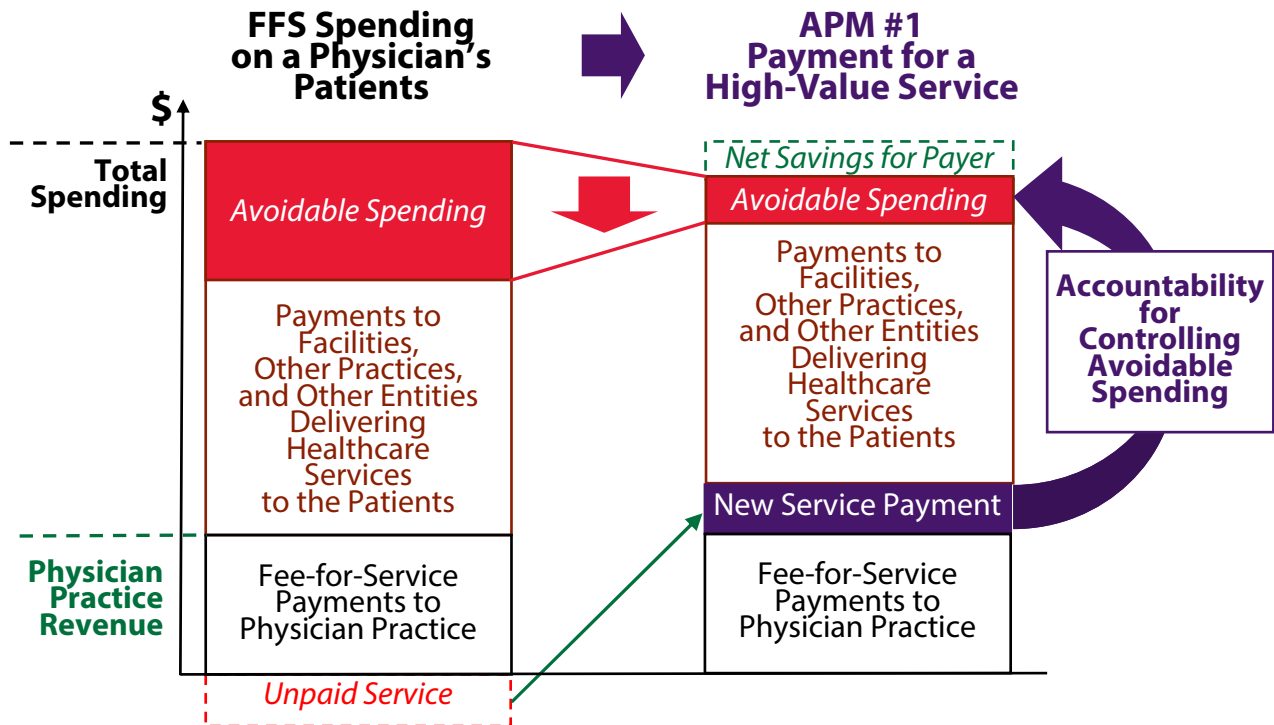 FFS Spending
on a Physician's
Patients
APM #1
Payment for a
High-Value Service
$
Total
Spending
Avoidable Spending
Payments to
Facilities,
Other Practices,
and Other Entities
Delivering
Healthcare
Services
to the Patients
Physician
Practice
Revenue
Fee-for-Service
Payments to
Physician Practice
Unpaid Service
Net Savings for Payer
Avoidable Spending
Payments to
Facilities,
Other Practices,
and Other Entities
Delivering
Healthcare
Services
to the Patients
New Service Payment
Fee-for-Service
Payments to
Physician Practice
Accountability
for
Controlling
Avoidable
Spending